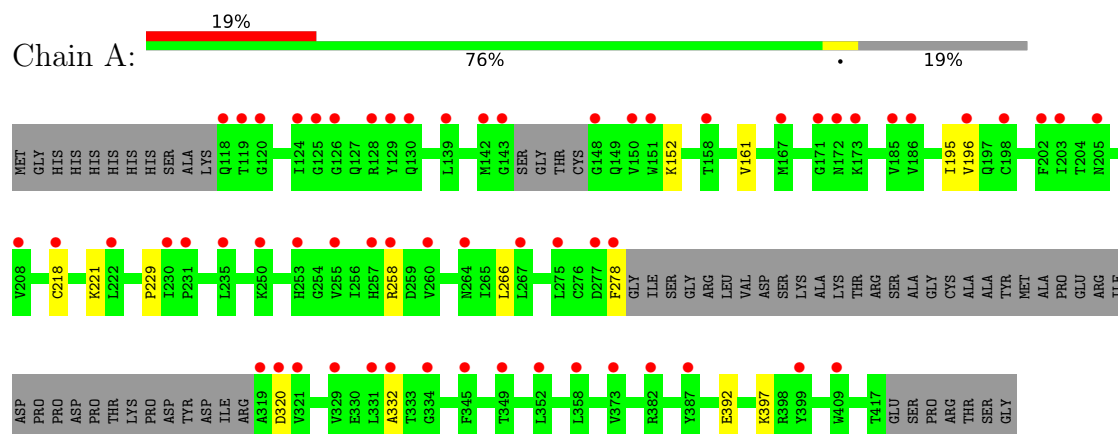 19%
Chain A:
76% • 19%
MET GLY HIS HIS HIS HIS HIS HIS SER ALA LYS Q118 T119 G120 I124 G125 G126 Q127 R128 Y129 Q130 L139 M142 G143 SER GLY THR CYS G148 Q149 V150 W151 K152 T158 V161 M167 G171 N172 K173 V185 V186 I195 V196 Q197 C198 F202 I203 T204 N205
V208 C218 K221 L222 P229 I230 P231 L235 K250 H253 G254 V255 I256 H257 R258 D259 V260 N264 I265 L266 L267 L275 C276 D277 F278 GLY ILE SER GLY ARG LEU VAL ASP SER LYS ALA LYS THR ARG SER ALA GLY CYS ALA ALA TYR MET ALA PRO GLU ARG ILE
ASP PRO PRO ASP PRO THR LYS PRO ASP TYR ASP ILE ARG A319 D320 V321 V329 E330 L331 A332 T333 G334 F345 T349 L352 L358 V373 R382 Y387 E392 K397 R398 Y399 W409 T417 GLU SER PRO ARG THR SER GLY